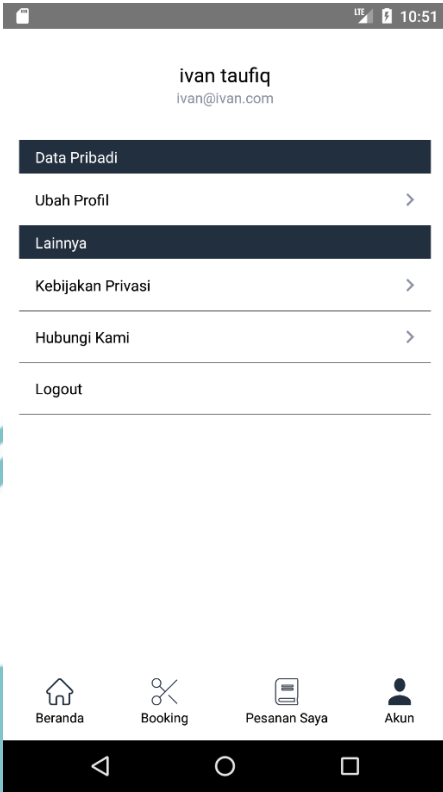 LTE 10:51
ivan taufiq
ivan@ivan.com
Data Pribadi
Ubah Profil
Lainnya
Kebijakan Privasi
Hubungi Kami
Logout
Beranda Booking Pesanan Saya Akun